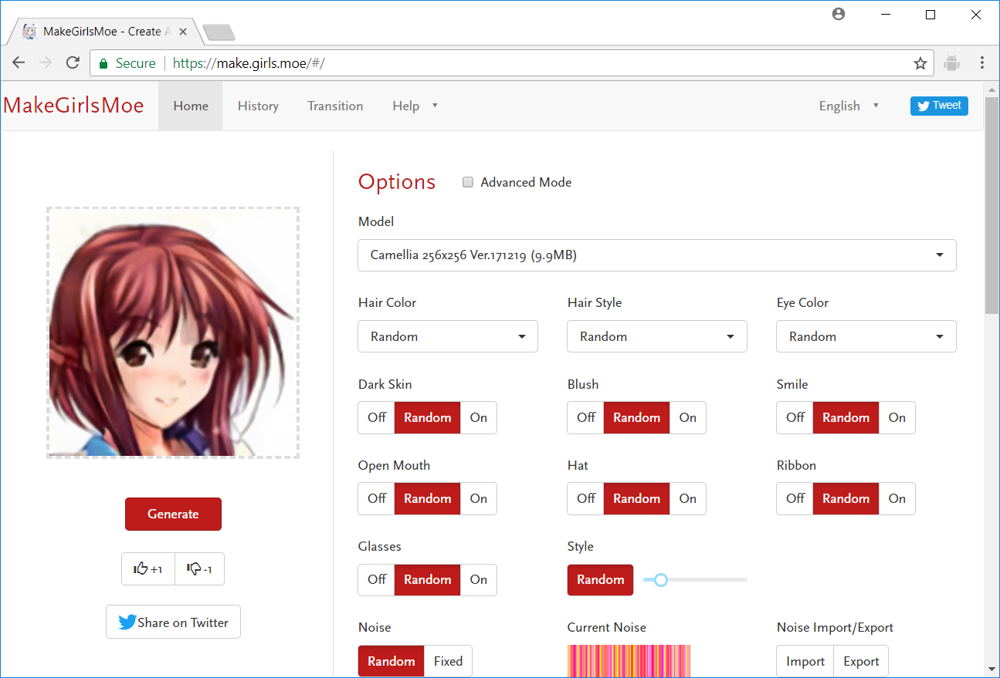 MakeGirlsMoe - Create A
Secure https://make.girls.moe/#/
MakeGirlsMoe Home History Transition Help English Tweet
Options Advanced Mode
Model
Camellia 256x256 Ver.171219 (9.9MB)
Hair Color Hair Style Eye Color
Random Random Random
Dark Skin Blush Smile
Off Random On Off Random On Off Random On
Open Mouth Hat Ribbon
Off Random On Off Random On Off Random On
Generate
Glasses Style
+1 -1
Off Random On Random
Share on Twitter
Noise Current Noise Noise Import/Export
Random Fixed Import Export